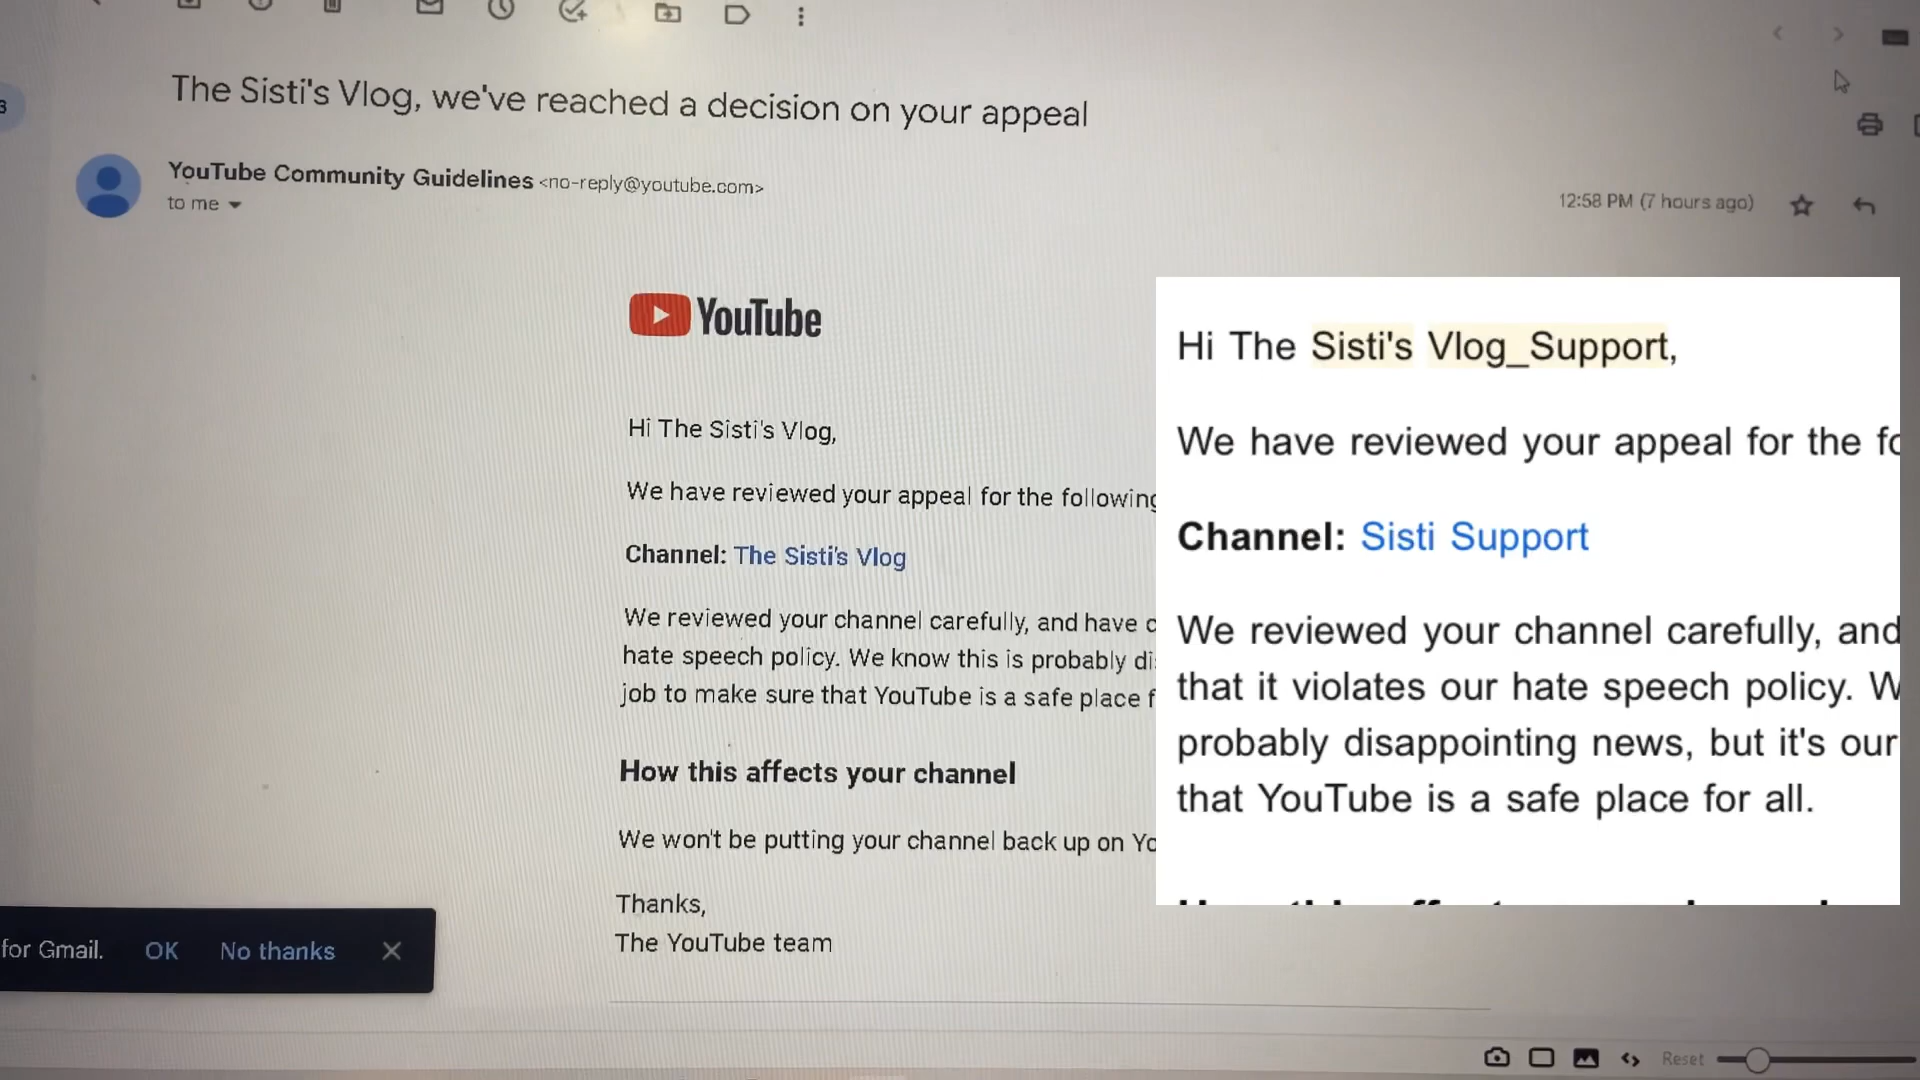 The Sisti's Vlog, we've reached a decision on your appeal
YouTube Community Guidelines <no-reply@youtube.com>
to me
12:58 PM (7 hours ago)
YouTube
Hi The Sisti's Vlog,
We have reviewed your appeal for the following
Channel: The Sisti's Vlog
We reviewed your channel carefully, and have
hate speech policy. We know this is probably
job to make sure that YouTube is a safe place
How this affects your channel
We won't be putting your channel back up on
Thanks,
The YouTube team
for Gmail. OK No thanks
Reset
Hi The Sisti's Vlog_Support,
We have reviewed your appeal for the
Channel: Sisti Support
We reviewed your channel carefully, and
that it violates our hate speech policy.
probably disappointing news, but it's our
that YouTube is a safe place for all.